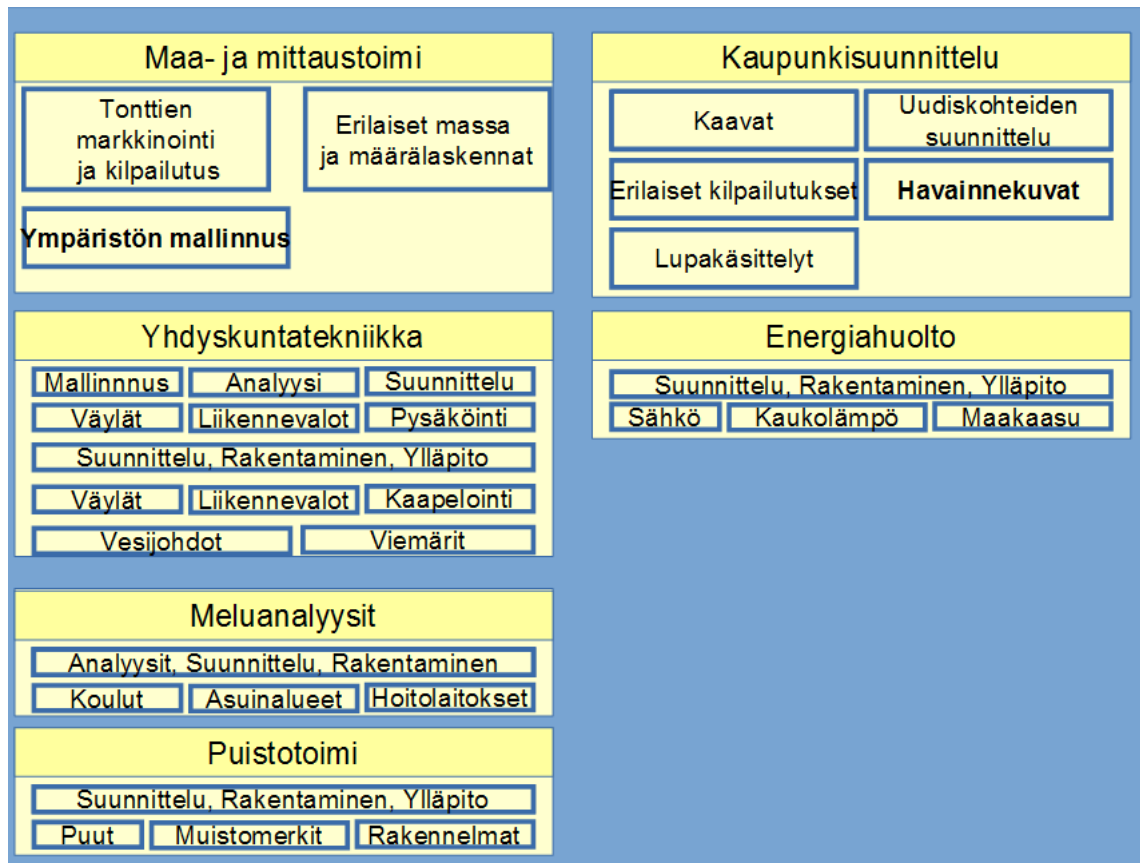 Maa- ja mittaustoimi
Tonttien
markkinointi
ja kilpailutus
Erilaiset massa
ja määrälaskennat
Ympäristön mallinnus
Kaupunkisuunnittelu
Kaavat
Uudiskohteiden
suunnittelu
Erilaiset kilpailutukset
Havainnekuvat
Lupakäsittelyt
Yhdyskuntatekniikka
Mallinnnus
Analyysi
Suunnittelu
Väylät
Liikennevalot
Pysäköinti
Suunnittelu, Rakentaminen, Ylläpito
Väylät
Liikennevalot
Kaapelointi
Vesijohdot
Viemärit
Energiahuolto
Suunnittelu, Rakentaminen, Ylläpito
Sähkö
Kaukolämpö
Maakaasu
Meluanalyysit
Analyysit, Suunnittelu, Rakentaminen
Koulut
Asuinalueet
Hoitolaitokset
Puistotoimi
Suunnittelu, Rakentaminen, Ylläpito
Puut
Muistomerkit
Rakennelmat